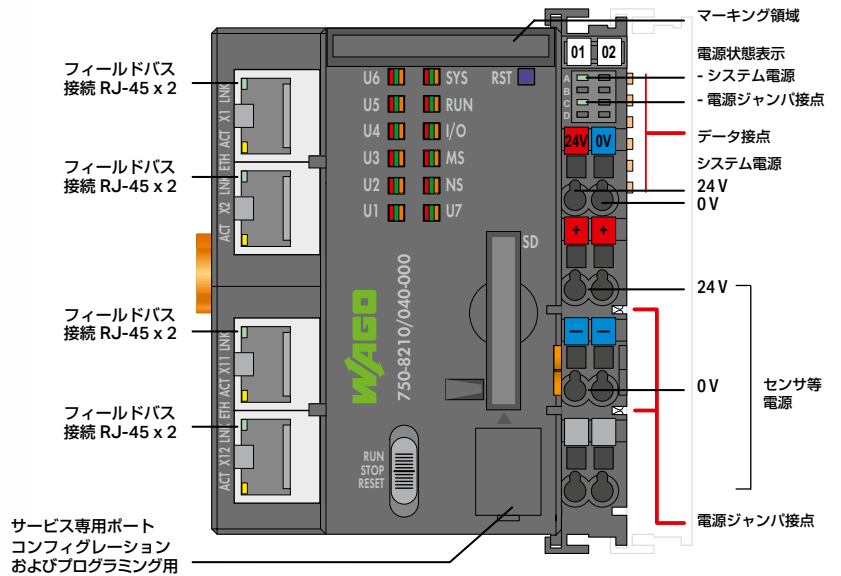 マーキング領域
フィールドバス
接続 RJ-45 x 2
フィールドバス
接続 RJ-45 x 2
フィールドバス
接続 RJ-45 x 2
フィールドバス
接続 RJ-45 x 2
サービス専用ポート
コンフィグレーション
およびプログラミング用
ACT X1 LNK
ETH
ACT X2 LNK
ACT X11 LNK
ETH
ACT X12 LNK
U6 SYS RST
U5 RUN
U4 I/O
U3 MS
U2 NS
U1 U7
SD
WAGO
750-8210/040-000
RUN
STOP
RESET
01 02
A
B
C
D
24V 0V
+ +
— —
電源状態表示
- システム電源
- 電源ジャンパ接点
データ接点
システム電源
24 V
0 V
24 V
0 V
センサ等
電源
電源ジャンパ接点